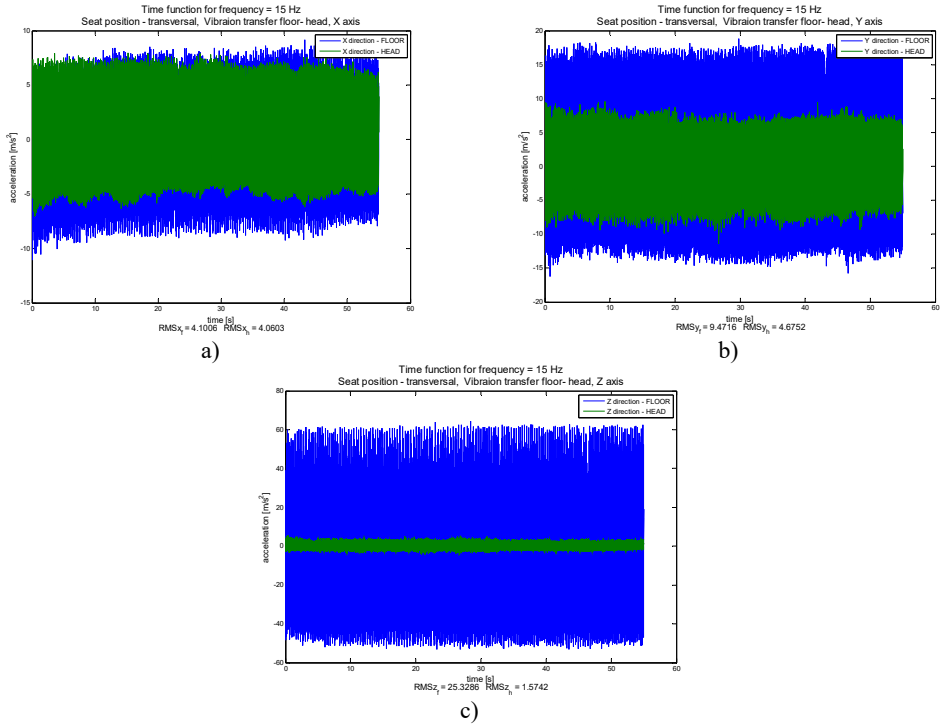 Time function for frequency = 15 Hz
Seat position - transversal, Vibraion transfer floor- head, X axis
X direction - FLOOR
X direction - HEAD
10
5
0
-5
-10
-15
acceleration [m/s²]
0 10 20 30 40 50 60
time [s]
RMSx_f = 4.1006 RMSx_h = 4.0603
a)
Time function for frequency = 15 Hz
Seat position - transversal, Vibraion transfer floor- head, Y axis
Y direction - FLOOR
Y direction - HEAD
20
15
10
5
0
-5
-10
-15
-20
acceleration [m/s²]
0 10 20 30 40 50 60
time [s]
RMSy_f = 9.4716 RMSy_h = 4.6752
b)
Time function for frequency = 15 Hz
Seat position - transversal, Vibraion transfer floor- head, Z axis
Z direction - FLOOR
Z direction - HEAD
80
60
40
20
0
-20
-40
-60
acceleration [m/s²]
0 10 20 30 40 50 60
time [s]
RMSz_f = 25.3286 RMSz_h = 1.5742
c)